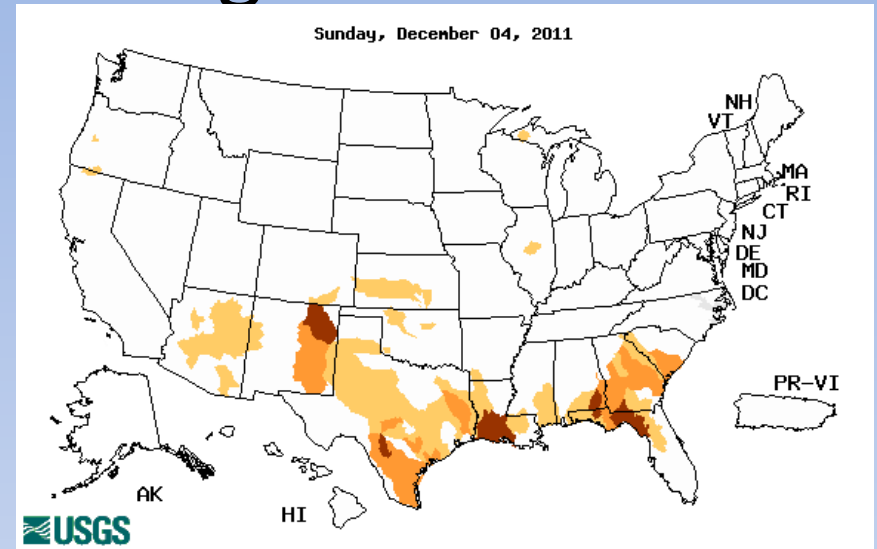 Sunday, December 04, 2011
NH
VT
MA
RI
CT
NJ
DE
MD
DC
PR-VI
AK
HI
USGS